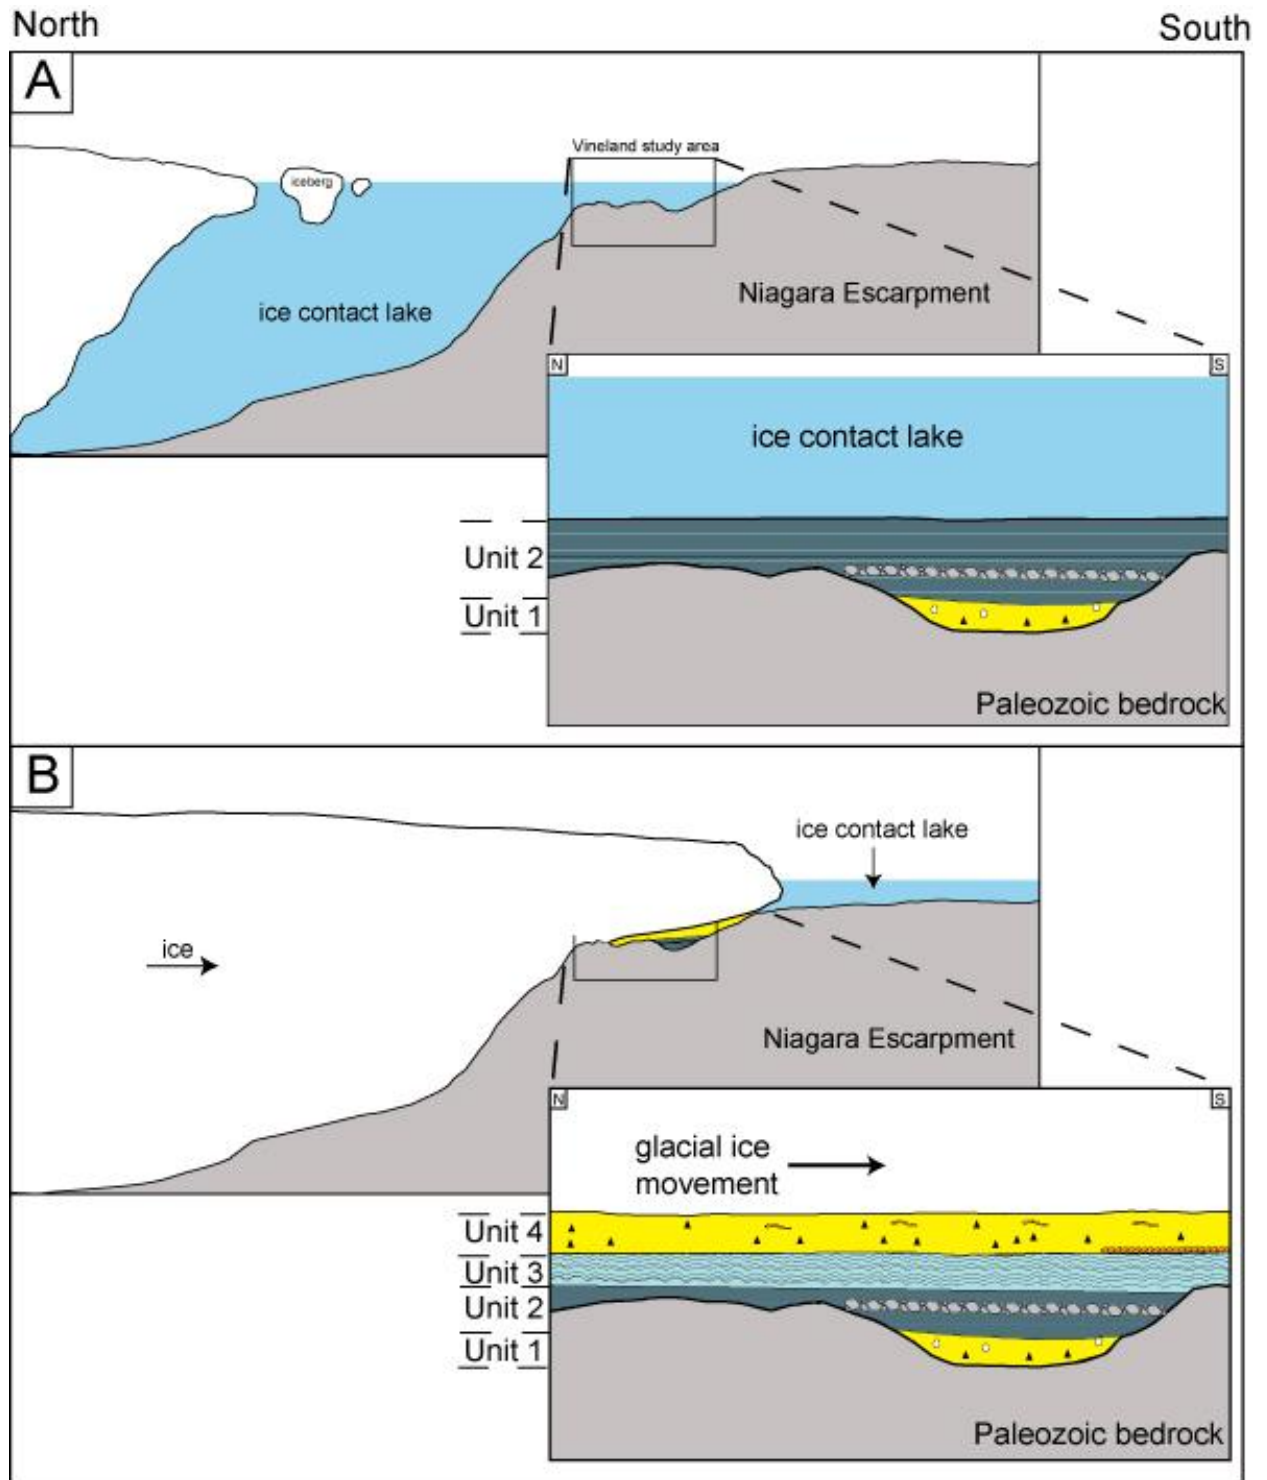 North
South
A
Vineland study area
iceberg
ice contact lake
Niagara Escarpment
N
S
ice contact lake
Unit 2
Unit 1
Paleozoic bedrock
B
ice contact lake
ice
Niagara Escarpment
N
S
glacial ice
movement
Unit 4
Unit 3
Unit 2
Unit 1
Paleozoic bedrock